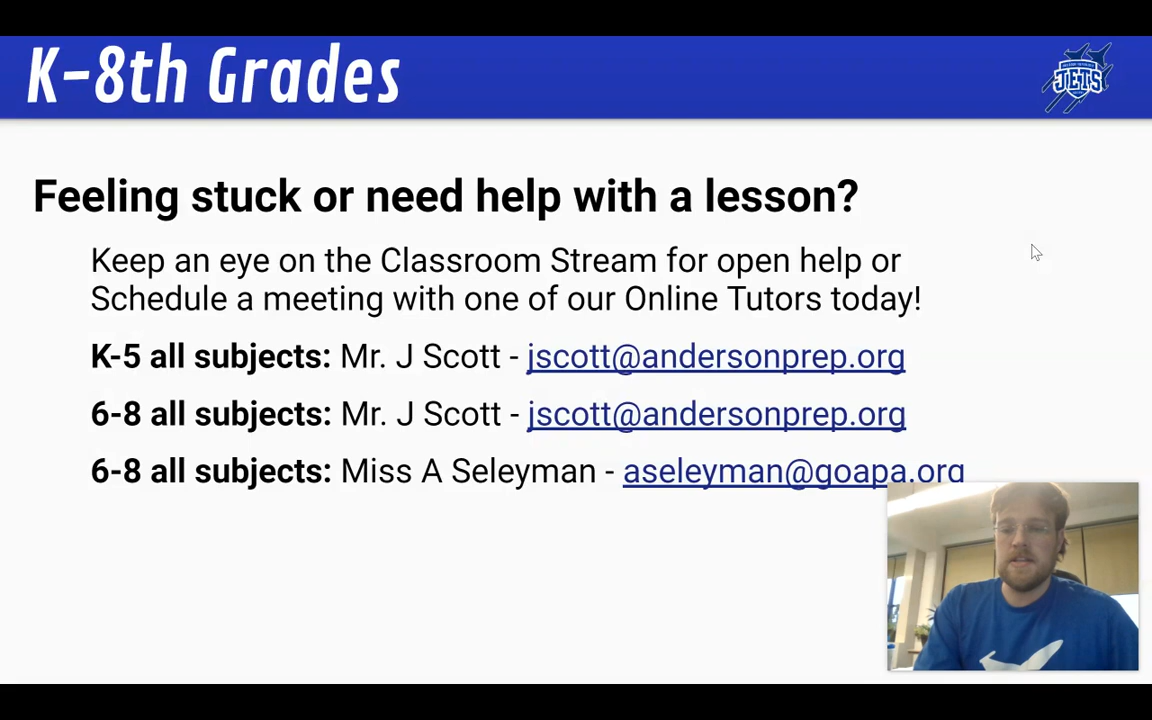 K-8th Grades
JETS
Feeling stuck or need help with a lesson?
Keep an eye on the Classroom Stream for open help or
Schedule a meeting with one of our Online Tutors today!
K-5 all subjects: Mr. J Scott - jscott@andersonprep.org
6-8 all subjects: Mr. J Scott - jscott@andersonprep.org
6-8 all subjects: Miss A Seleyman - aseleyman@goapa.org